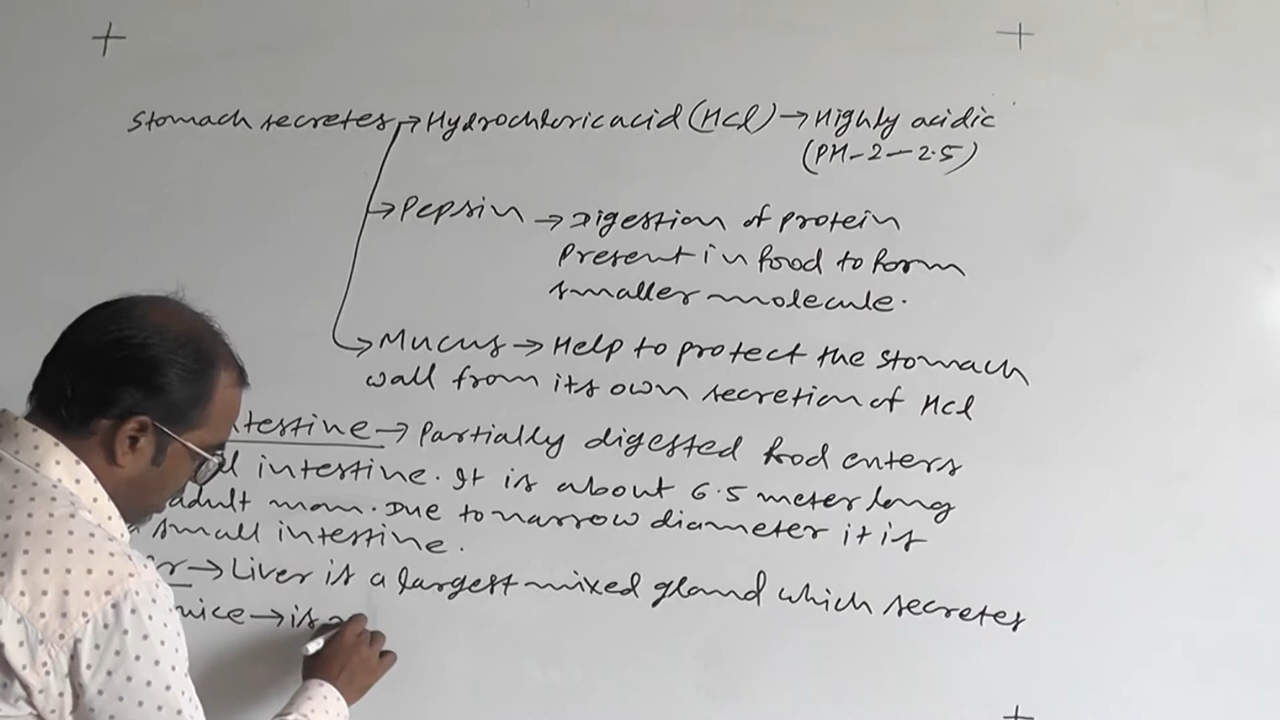 Stomach secretes → Hydrochloric acid (Hcl) → Highly acidic
(PH-2-2.5)
→ Pepsin → Digestion of protein
Present in food to form
smaller molecule.
→ Mucus → Help to protect the stomach
wall from its own secretion of Hcl
→ Partially digested food enters
intestine. It is about 6.5 meter long
adult man. Due to narrow diameter it is
small intestine.
→ Liver is a largest mixed gland which secretes
→ is